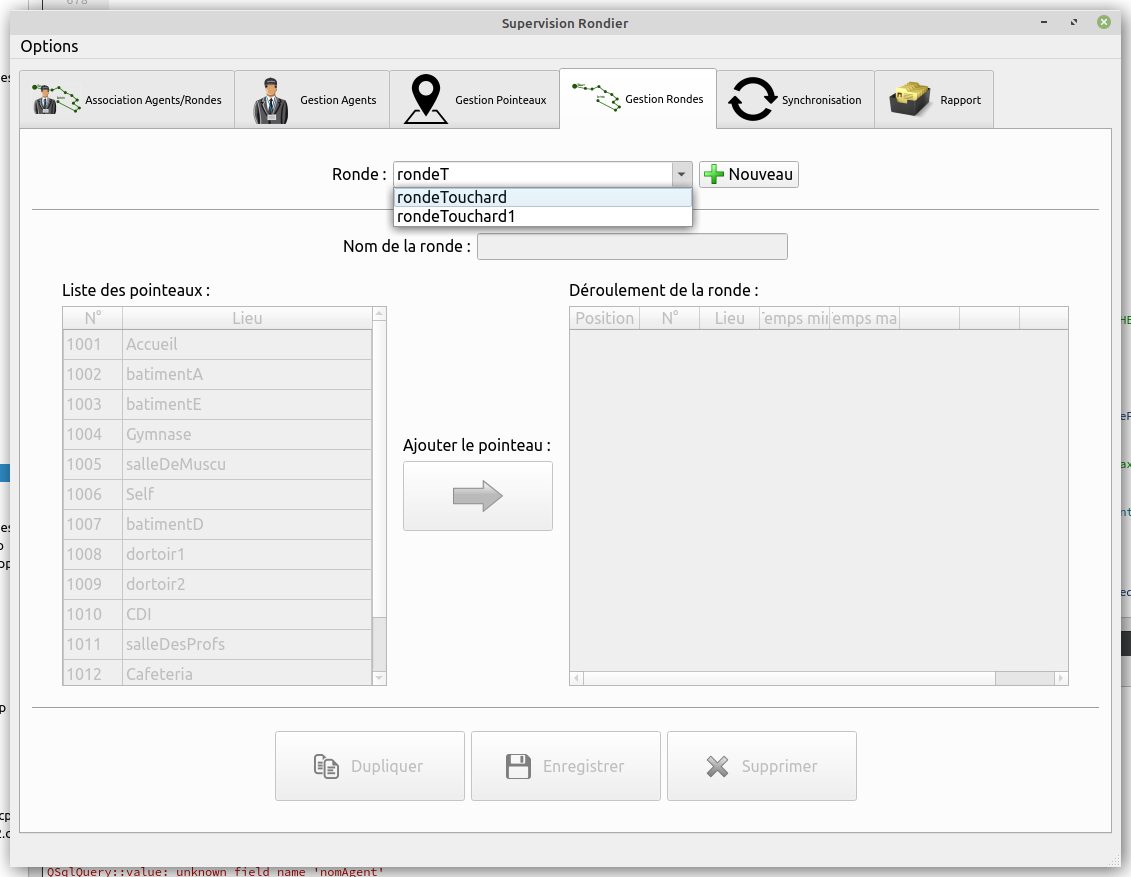 678
Supervision Rondier
Options
Association Agents/Rondes
Gestion Agents
Gestion Pointeaux
Gestion Rondes
Synchronisation
Rapport
Ronde :
rondeT
Nouveau
rondeTouchard
rondeTouchard1
Nom de la ronde :
Liste des pointeaux :
Déroulement de la ronde :
N° Lieu
Position N° Lieu emps mi emps ma
1001 Accueil
1002 batimentA
1003 batimentE
1004 Gymnase
1005 salleDeMuscu
1006 Self
1007 batimentD
1008 dortoir1
1009 dortoir2
1010 CDI
1011 salleDesProfs
1012 Cafeteria
Ajouter le pointeau :
Dupliquer
Enregistrer
Supprimer
QSqlQuery::value: unknown field name 'nomAgent'